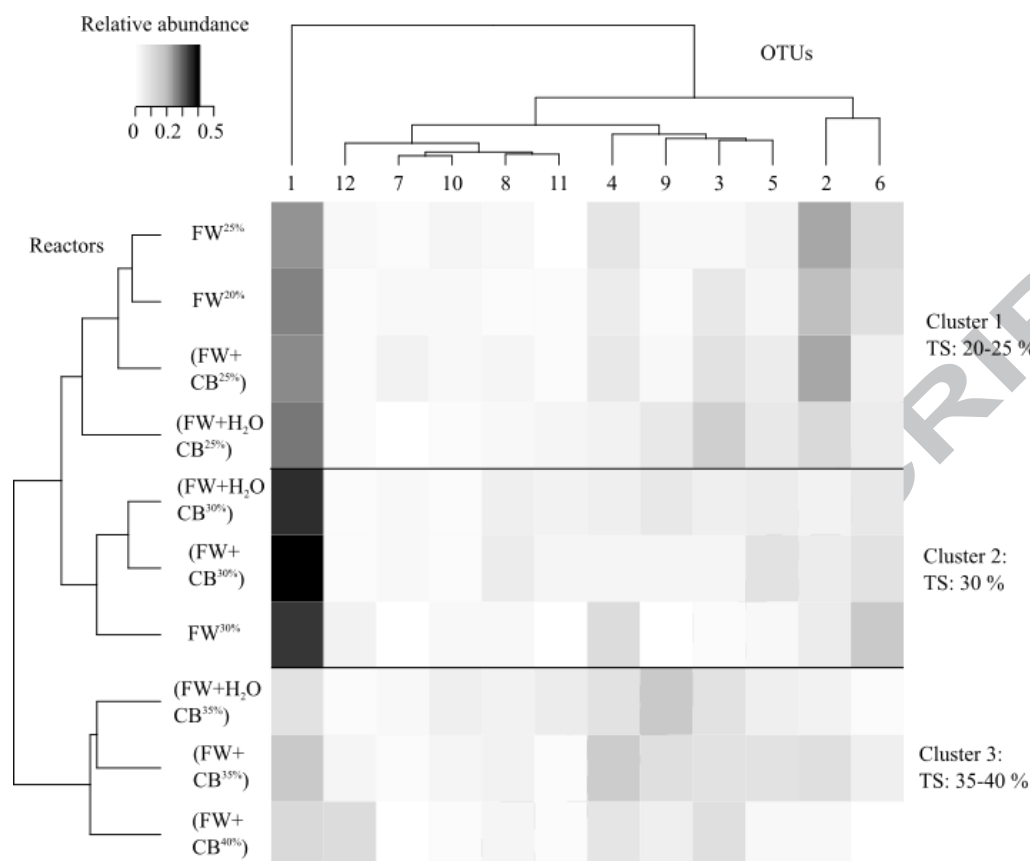 Relative abundance
0 0.2 0.5
OTUs
1 12 7 10 8 11 4 9 3 5 2 6
Reactors
FW²⁵%
FW²⁰%
(FW+
CB²⁵%)
(FW+H₂O
CB²⁵%)
Cluster 1
TS: 20-25 %
(FW+H₂O
CB³⁰%)
(FW+
CB³⁰%)
FW³⁰%
Cluster 2:
TS: 30 %
(FW+H₂O
CB³⁵%)
(FW+
CB³⁵%)
(FW+
CB⁴⁰%)
Cluster 3:
TS: 35-40 %
CRIP